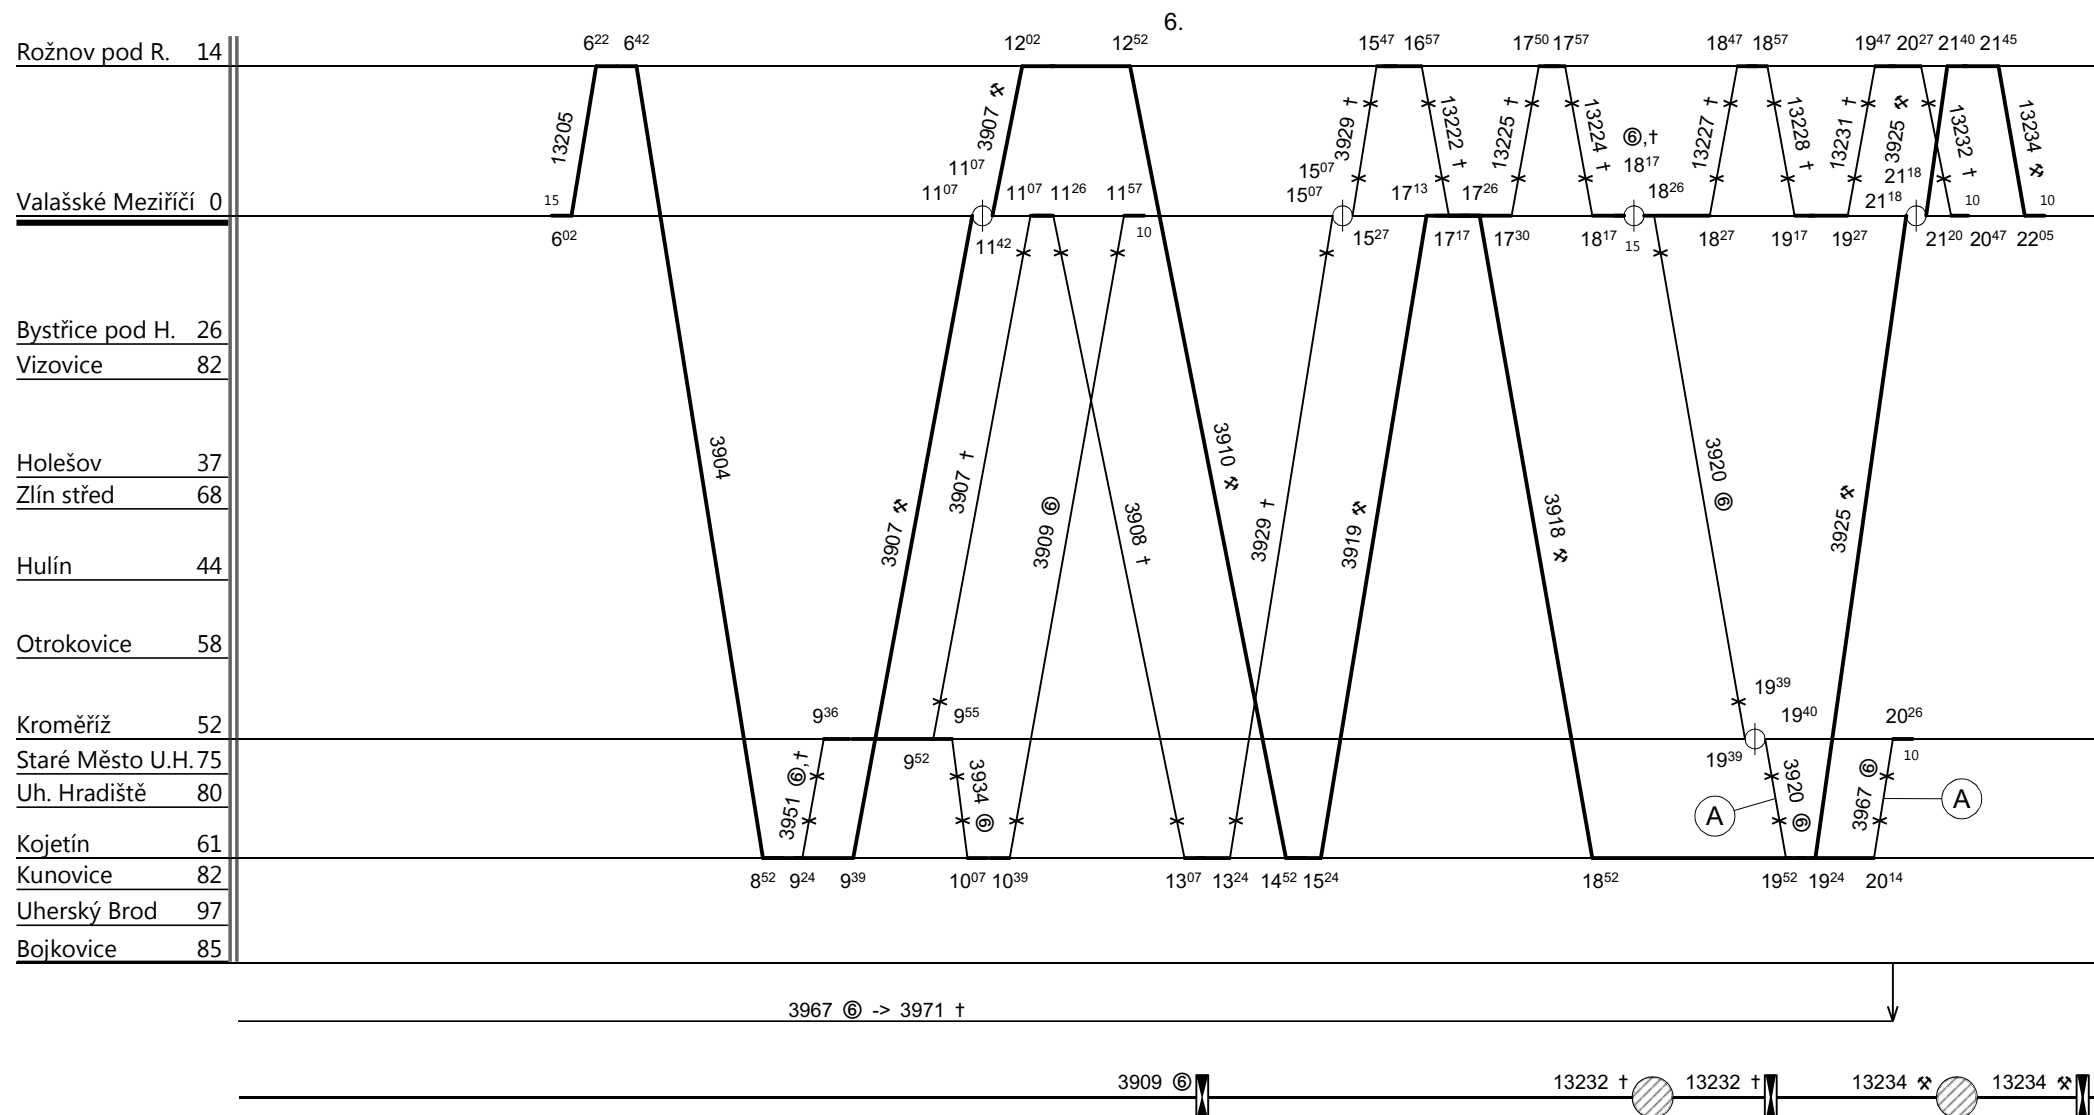 6.
Rožnov pod R. 14
6²² 6⁴² 12⁰² 12⁵² 15⁴⁷ 16⁵⁷ 17⁵⁰ 17⁵⁷ 18⁴⁷ 18⁵⁷ 19⁴⁷ 20²⁷ 21⁴⁰ 21⁴⁵
13205 3907 ⚒ 3929 † 13222 † 13225 † 13224 † 13227 † 13228 † 13231 † 3925 ⚒ 13232 † 13234 ⚒
⑥,†
11⁰⁷ 15⁰⁷ 18¹⁷ 21¹⁸
Valašské Meziříčí 0
15 11⁰⁷ 11⁰⁷ 11²⁶ 11⁵⁷ 15⁰⁷ 17¹³ 17²⁶ 18²⁶ 21¹⁸ 10 10
6⁰² 11⁴² 10 15²⁷ 17¹⁷ 17³⁰ 18¹⁷ 15 18²⁷ 19¹⁷ 19²⁷ 21²⁰ 20⁴⁷ 22⁰⁵
Bystřice pod H. 26
Vizovice 82
Holešov 37
Zlín střed 68
3904 3907 ⚒ 3907 † 3909 ⑥ 3908 † 3910 ⚒ 3929 † 3919 ⚒ 3918 ⚒ 3920 ⑥ 3925 ⚒
Hulín 44
Otrokovice 58
19³⁹
Kroměříž 52
9³⁶ 9⁵⁵ 19⁴⁰ 20²⁶
9⁵² 19³⁹ 10
Staré Město U.H. 75
Uh. Hradiště 80
3951 ⑥,† 3934 ⑥ A 3920 ⑥ 3967 ⑥ A
Kojetín 61
Kunovice 82
8⁵² 9²⁴ 9³⁹ 10⁰⁷ 10³⁹ 13⁰⁷ 13²⁴ 14⁵² 15²⁴ 18⁵² 19⁵² 19²⁴ 20¹⁴
Uherský Brod 97
Bojkovice 85
3967 ⑥ -> 3971 †
3909 ⑥ 13232 † 13232 † 13234 ⚒ 13234 ⚒